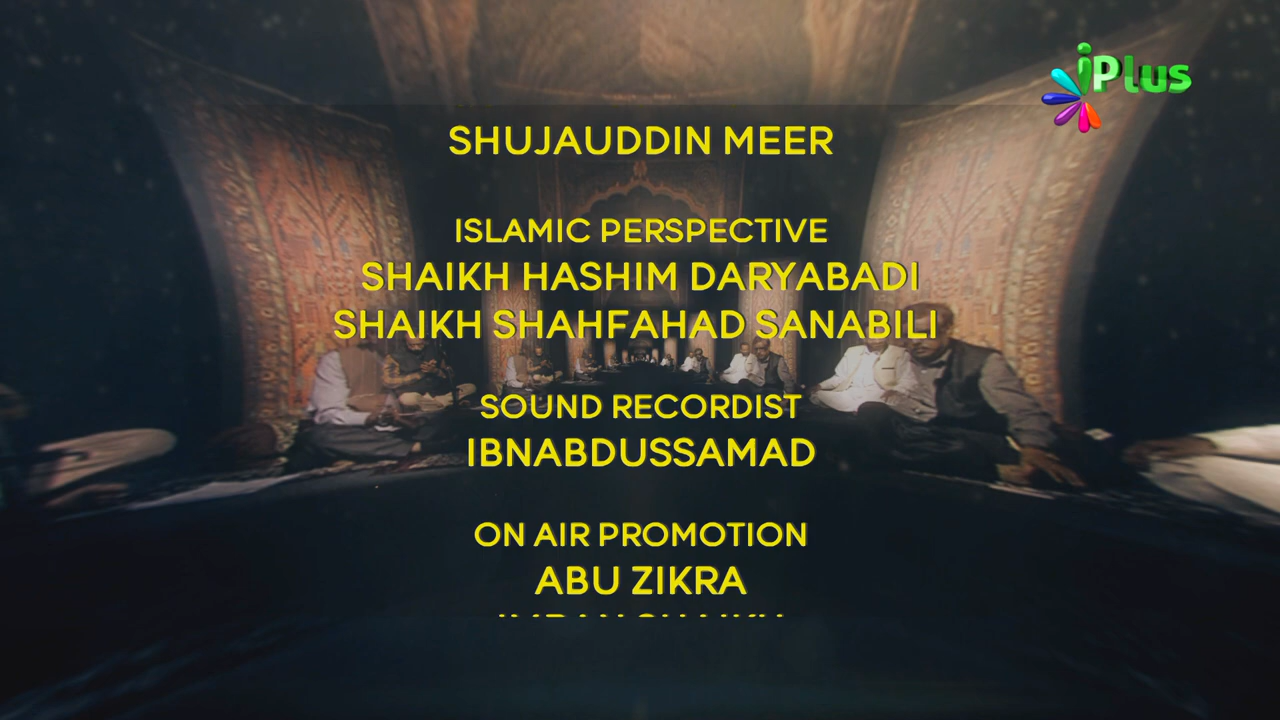 iPlus
SHUJAUDDIN MEER
ISLAMIC PERSPECTIVE
SHAIKH HASHIM DARYABADI
SHAIKH SHAHFAHAD SANABILI
SOUND RECORDIST
IBNABDUSSAMAD
ON AIR PROMOTION
ABU ZIKRA